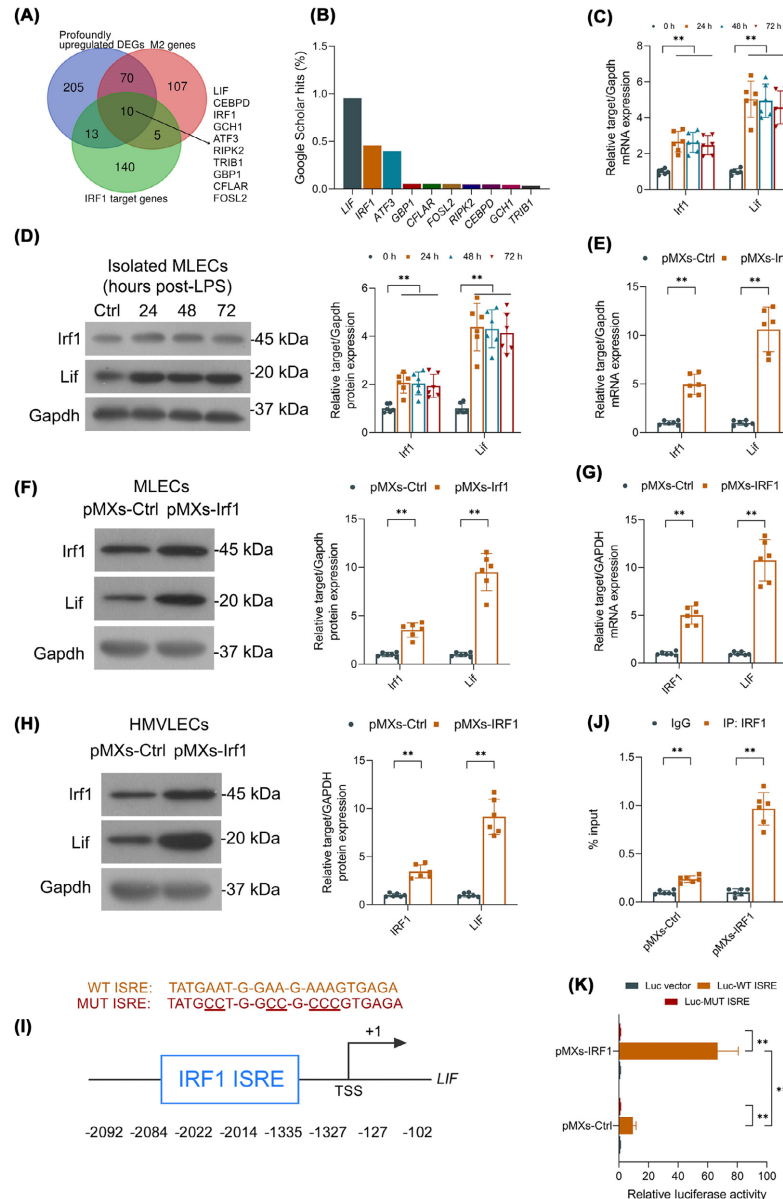 (A)
Profoundly
upregulated DEGs M2 genes
205
70
107
10
13
5
140
IRF1 target genes
LIF
CEBPD
IRF1
GCH1
ATF3
RIPK2
TRIB1
GBP1
CFLAR
FOSL2
(B)
Google Scholar hits (%)
1.5
1.0
0.5
0.0
LIF
IRF1
ATF3
GBP1
CFLAR
FOSL2
RIPK2
CEBPD
GCH1
TRIB1
(C)
0 h 24 h 48 h 72 h
Relative target/Gapdh
mRNA expression
8
6
4
2
0
** **
Irf1 Lif
(D)
Isolated MLECs
(hours post-LPS)
Ctrl 24 48 72
Irf1 -45 kDa
Lif -20 kDa
Gapdh -37 kDa
0 h 24 h 48 h 72 h
Relative target/Gapdh
protein expression
6
4
2
0
** **
Irf1 Lif
(E)
pMXs-Ctrl pMXs-Ir
Relative target/Gapdh
mRNA expression
15
10
5
0
** **
Irf1 Lif
(F)
MLECs
pMXs-Ctrl pMXs-Irf1
Irf1 -45 kDa
Lif -20 kDa
Gapdh -37 kDa
pMXs-Ctrl pMXs-Irf1
Relative target/Gapdh
protein expression
15
10
5
0
** **
Irf1 Lif
(G)
pMXs-Ctrl pMXs-IRF1
Relative target/GAPDH
mRNA expression
15
10
5
0
** **
IRF1 LIF
(H)
HMVLECs
pMXs-Ctrl pMXs-Irf1
Irf1 -45 kDa
Lif -20 kDa
Gapdh -37 kDa
pMXs-Ctrl pMXs-IRF1
Relative target/GAPDH
protein expression
15
10
5
0
** **
IRF1 LIF
(J)
IgG IP: IRF1
% input
1.5
1.0
0.5
0.0
** **
pMXs-Ctrl pMXs-IRF1
WT ISRE: TATGAAT-G-GAA-G-AAAGTGAGA
MUT ISRE: TATGCCT-G-GCC-G-CCCGTGAGA
(I)
IRF1 ISRE
+1
TSS
LIF
-2092 -2084 -2022 -2014 -1335 -1327 -127 -102
(K)
Luc vector Luc-WT ISRE
Luc-MUT ISRE
pMXs-IRF1
pMXs-Ctrl
**
**
0 20 40 60 80 100
Relative luciferase activity